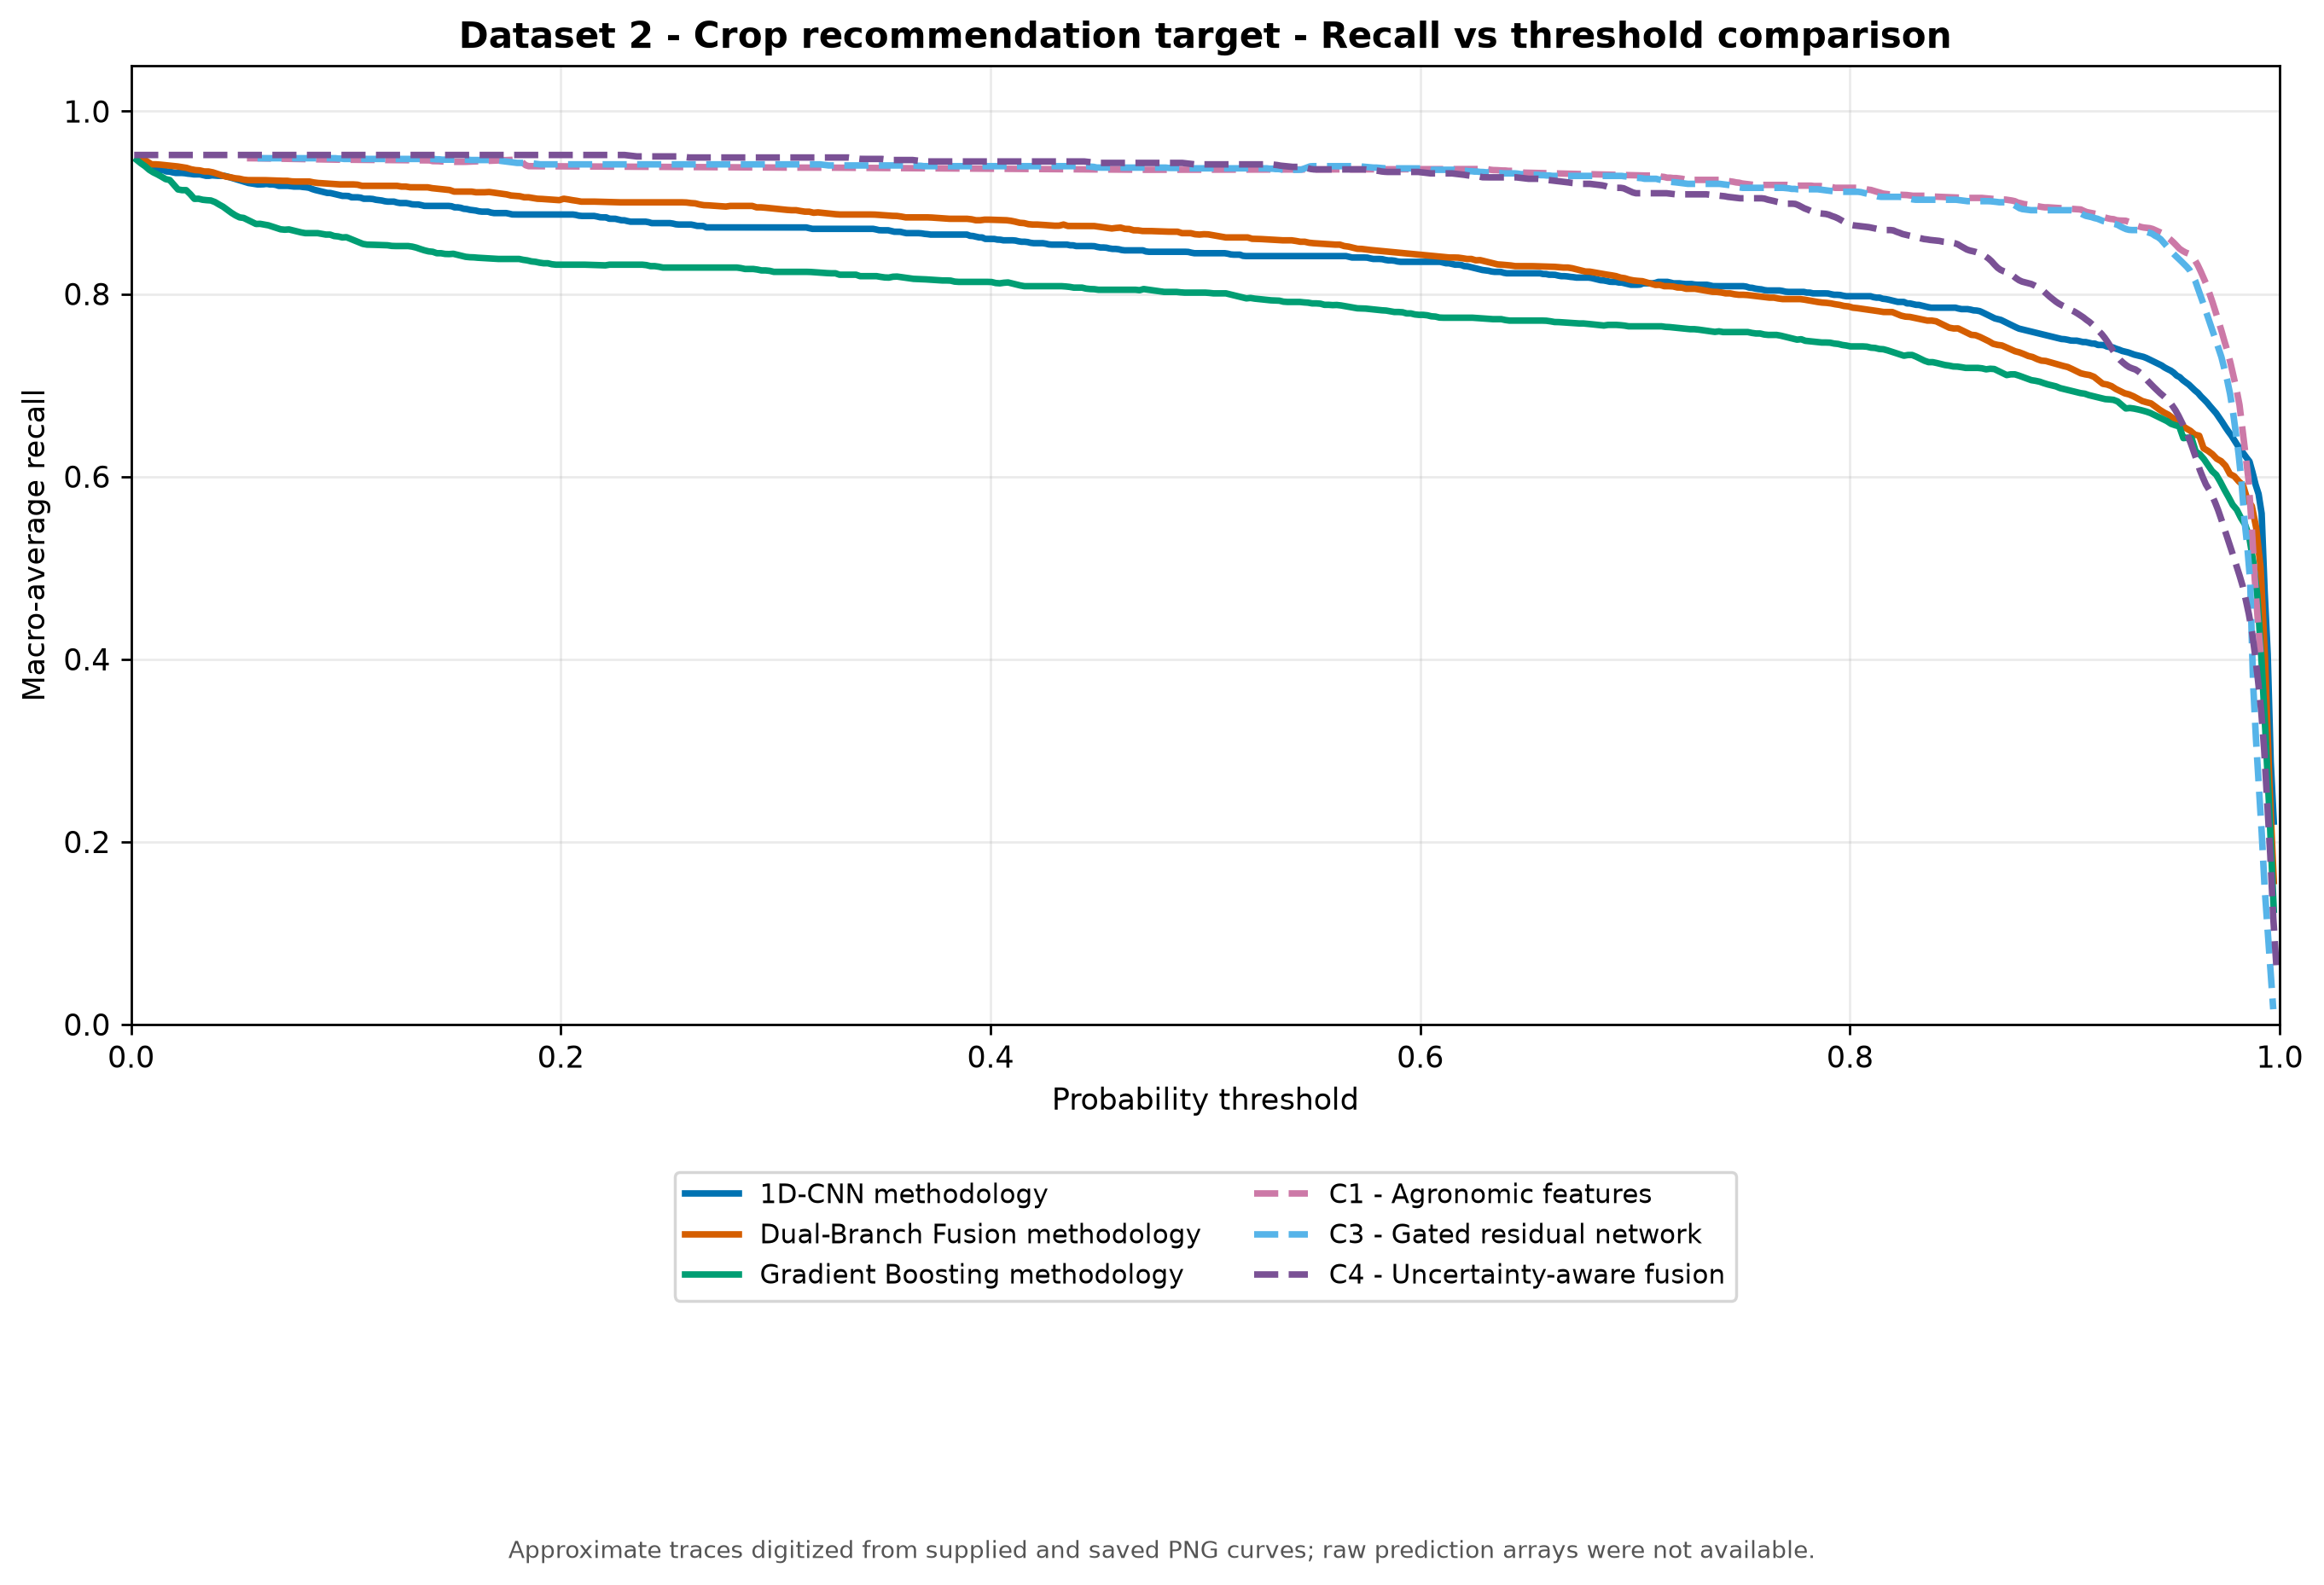 Dataset 2 - Crop recommendation target - Recall vs threshold comparison
Macro-average recall
1.0
0.8
0.6
0.4
0.2
0.0
0.0 0.2 0.4 0.6 0.8 1.0
Probability threshold
1D-CNN methodology
Dual-Branch Fusion methodology
Gradient Boosting methodology
C1 - Agronomic features
C3 - Gated residual network
C4 - Uncertainty-aware fusion
Approximate traces digitized from supplied and saved PNG curves; raw prediction arrays were not available.